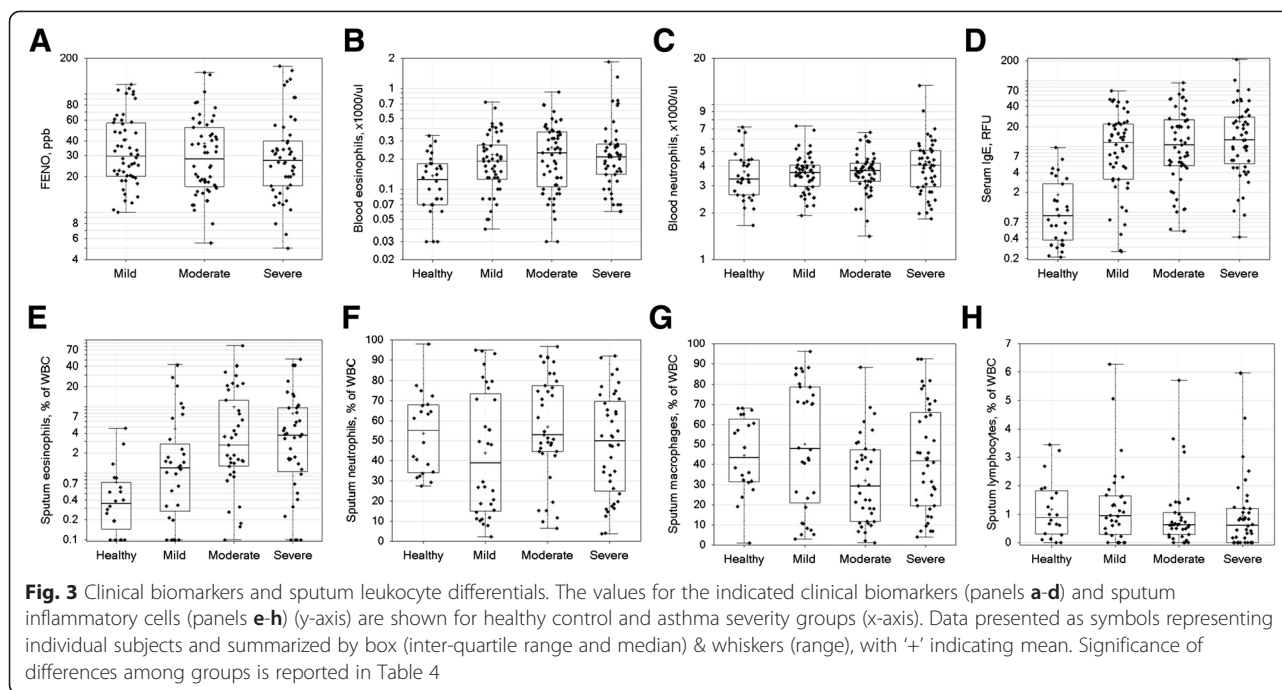 A
FENO, ppb
200
80
60
40
30
20
8
6
4
Mild Moderate Severe
B
Blood eosinophils, x1000/ul
2
1
0.7
0.4
0.3
0.2
0.1
0.07
0.04
0.03
0.02
Healthy Mild Moderate Severe
C
Blood neutrophils, x1000/ul
20
9
7
5
4
3
2
1
Healthy Mild Moderate Severe
D
Serum IgE, RFU
200
70
40
20
7
4
2
0.7
0.4
0.2
Healthy Mild Moderate Severe
E
Sputum eosinophils, % of WBC
70
40
20
10
4
2
0.7
0.4
0.2
0.1
Healthy Mild Moderate Severe
F
Sputum neutrophils, % of WBC
100
90
80
70
60
50
40
30
20
10
0
Healthy Mild Moderate Severe
G
Sputum macrophages, % of WBC
100
90
80
70
60
50
40
30
20
10
0
Healthy Mild Moderate Severe
H
Sputum lymphocytes, % of WBC
7
6
5
4
3
2
1
0
Healthy Mild Moderate Severe
Fig. 3 Clinical biomarkers and sputum leukocyte differentials. The values for the indicated clinical biomarkers (panels a-d) and sputum
inflammatory cells (panels e-h) (y-axis) are shown for healthy control and asthma severity groups (x-axis). Data presented as symbols representing
individual subjects and summarized by box (inter-quartile range and median) & whiskers (range), with ‘+’ indicating mean. Significance of
differences among groups is reported in Table 4